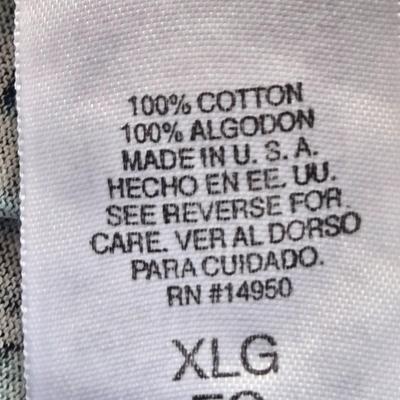 100% COTTON
100% ALGODON
MADE IN U. S. A.
HECHO EN EE. UU.
SEE REVERSE FOR
CARE. VER AL DORSO
PARA CUIDADO.
RN #14950
XLG